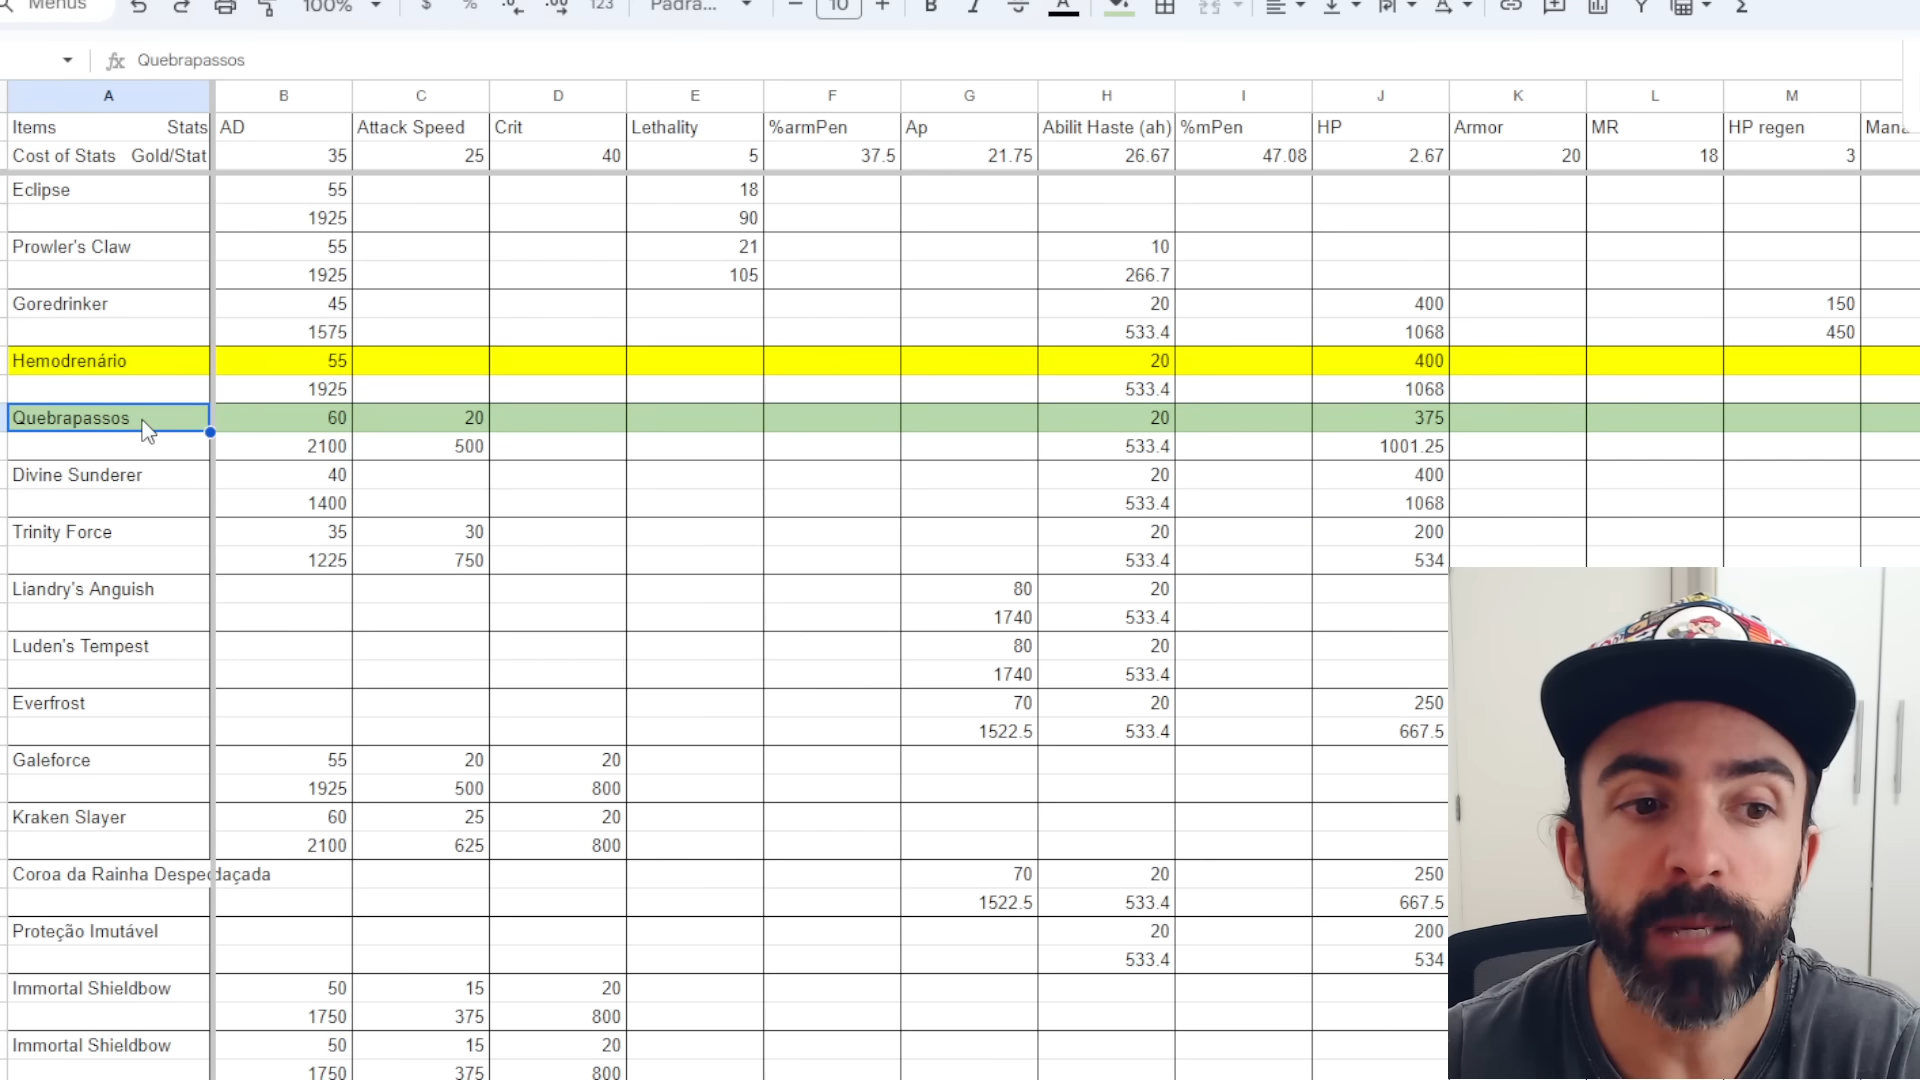 Menus 100% $ % .0 .00 123 Padra... 10 B I A Σ
fx Quebrapassos
A B C D E F G H I J K L M
Items Stats AD Attack Speed Crit Lethality %armPen Ap Abilit Haste (ah) %mPen HP Armor MR HP regen
Cost of Stats Gold/Stat 35 25 40 5 37.5 21.75 26.67 47.08 2.67 20 18 3
Eclipse 55 18
1925 90
Prowler's Claw 55 21 10
1925 105 266.7
Goredrinker 45 20 400 150
1575 533.4 1068 450
Hemodrenário 55 20 400
1925 533.4 1068
Quebrapassos 60 20 20 375
2100 500 533.4 1001.25
Divine Sunderer 40 20 400
1400 533.4 1068
Trinity Force 35 30 20 200
1225 750 533.4 534
Liandry's Anguish 80 20
1740 533.4
Luden's Tempest 80 20
1740 533.4
Everfrost 70 20 250
1522.5 533.4 667.5
Galeforce 55 20 20
1925 500 800
Kraken Slayer 60 25 20
2100 625 800
Coroa da Rainha Despedaçada 70 20 250
1522.5 533.4 667.5
Proteção Imutável 20 200
533.4 534
Immortal Shieldbow 50 15 20
1750 375 800
Immortal Shieldbow 50 15 20
1750 375 800